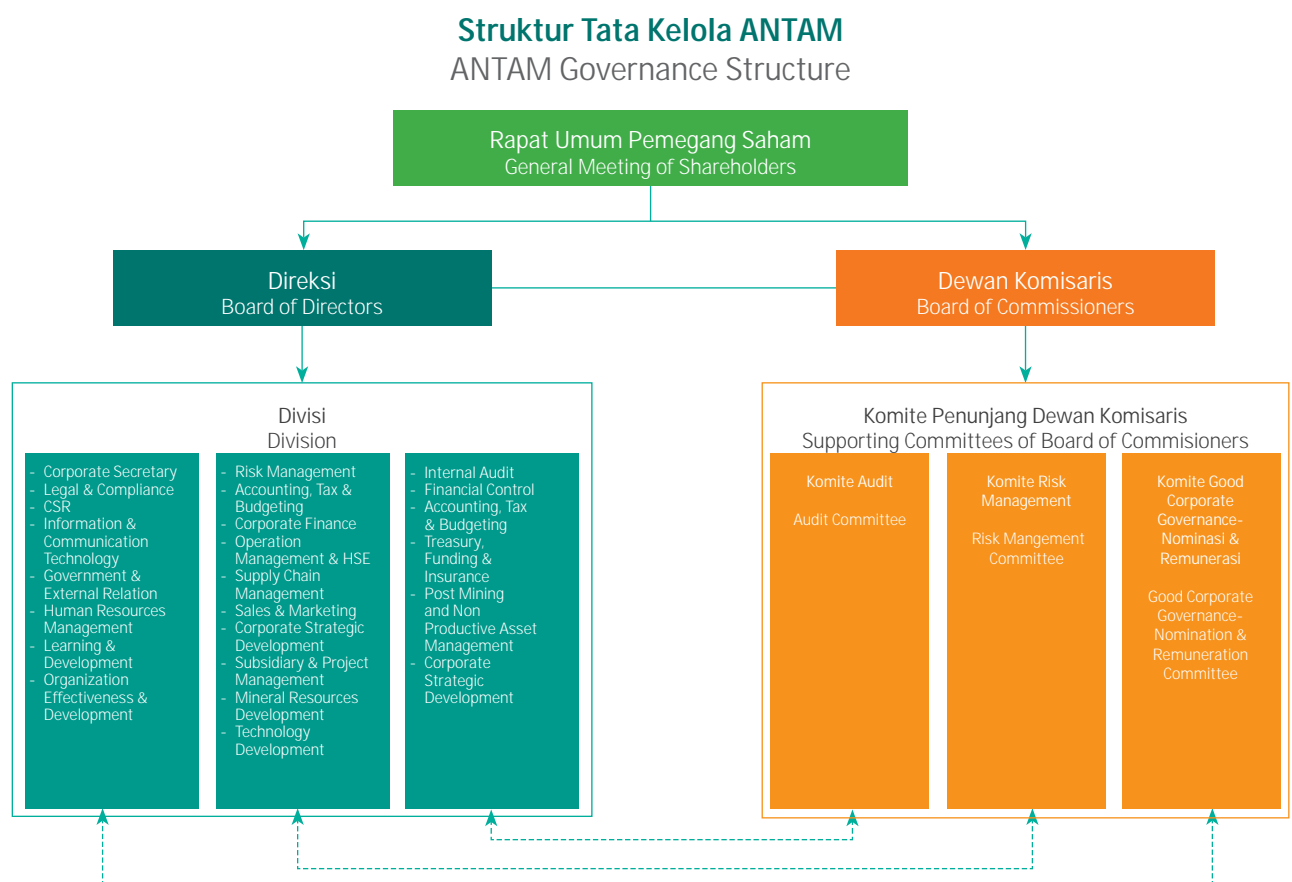 Struktur Tata Kelola ANTAM
ANTAM Governance Structure
Rapat Umum Pemegang Saham
General Meeting of Shareholders
Direksi
Board of Directors
Dewan Komisaris
Board of Commissioners
Divisi
Division
- Corporate Secretary
- Legal & Compliance
- CSR
- Information &
Communication
Technology
- Government &
External Relation
- Human Resources
Management
- Learning &
Development
- Organization
Effectiveness &
Development
- Risk Management
- Accounting, Tax &
Budgeting
- Corporate Finance
- Operation
Management & HSE
- Supply Chain
Management
- Sales & Marketing
- Corporate Strategic
Development
- Subsidiary & Project
Management
- Mineral Resources
Development
- Technology
Development
- Internal Audit
- Financial Control
- Accounting, Tax
& Budgeting
- Treasury,
Funding &
Insurance
- Post Mining
and Non
Productive Asset
Management
- Corporate
Strategic
Development
Komite Penunjang Dewan Komisaris
Supporting Committees of Board of Commisioners
Komite Audit
Audit Committee
Komite Risk
Management
Risk Mangement
Committee
Komite Good
Corporate
Governance-
Nominasi &
Remunerasi
Good Corporate
Governance-
Nomination &
Remuneration
Committee